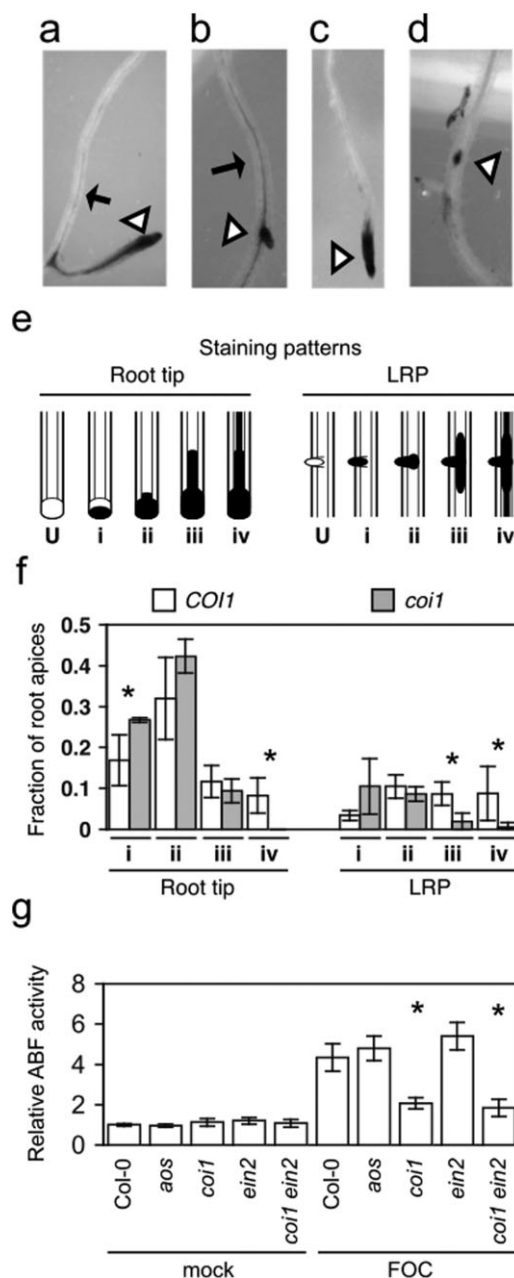 a b c d
e
Staining patterns
Root tip LRP
U i ii iii iv U i ii iii iv
f
COI1 coi1
Fraction of root apices
0.5
0.4
0.3
0.2
0.1
0
* * * *
i ii iii iv i ii iii iv
Root tip LRP
g
Relative ABF activity
8
6
4
2
0
* *
Col-0 aos coi1 ein2 coi1 ein2 Col-0 aos coi1 ein2 coi1 ein2
mock FOC